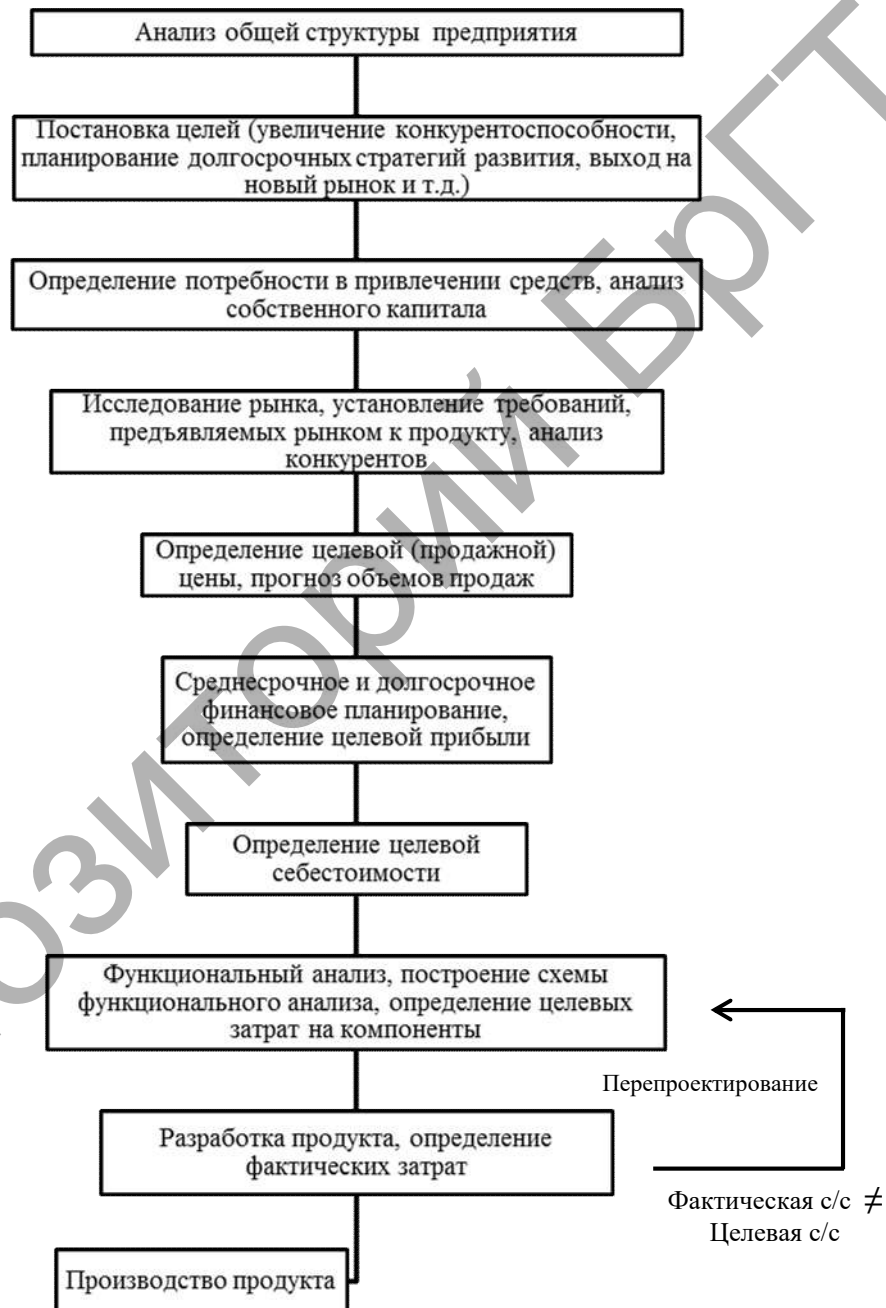 Анализ общей структуры предприятия
Постановка целей (увеличение конкурентоспособности,
планирование долгосрочных стратегий развития, выход на
новый рынок и т.д.)
Определение потребности в привлечении средств, анализ
собственного капитала
Исследование рынка, установление требований,
предъявляемых рынком к продукту, анализ
конкурентов
Определение целевой (продажной)
цены, прогноз объемов продаж
Среднесрочное и долгосрочное
финансовое планирование,
определение целевой прибыли
Определение целевой
себестоимости
Функциональный анализ, построение схемы
функционального анализа, определение целевых
затрат на компоненты
Перепроектирование
Разработка продукта, определение
фактических затрат
Фактическая с/с ≠
Целевая с/с
Производство продукта